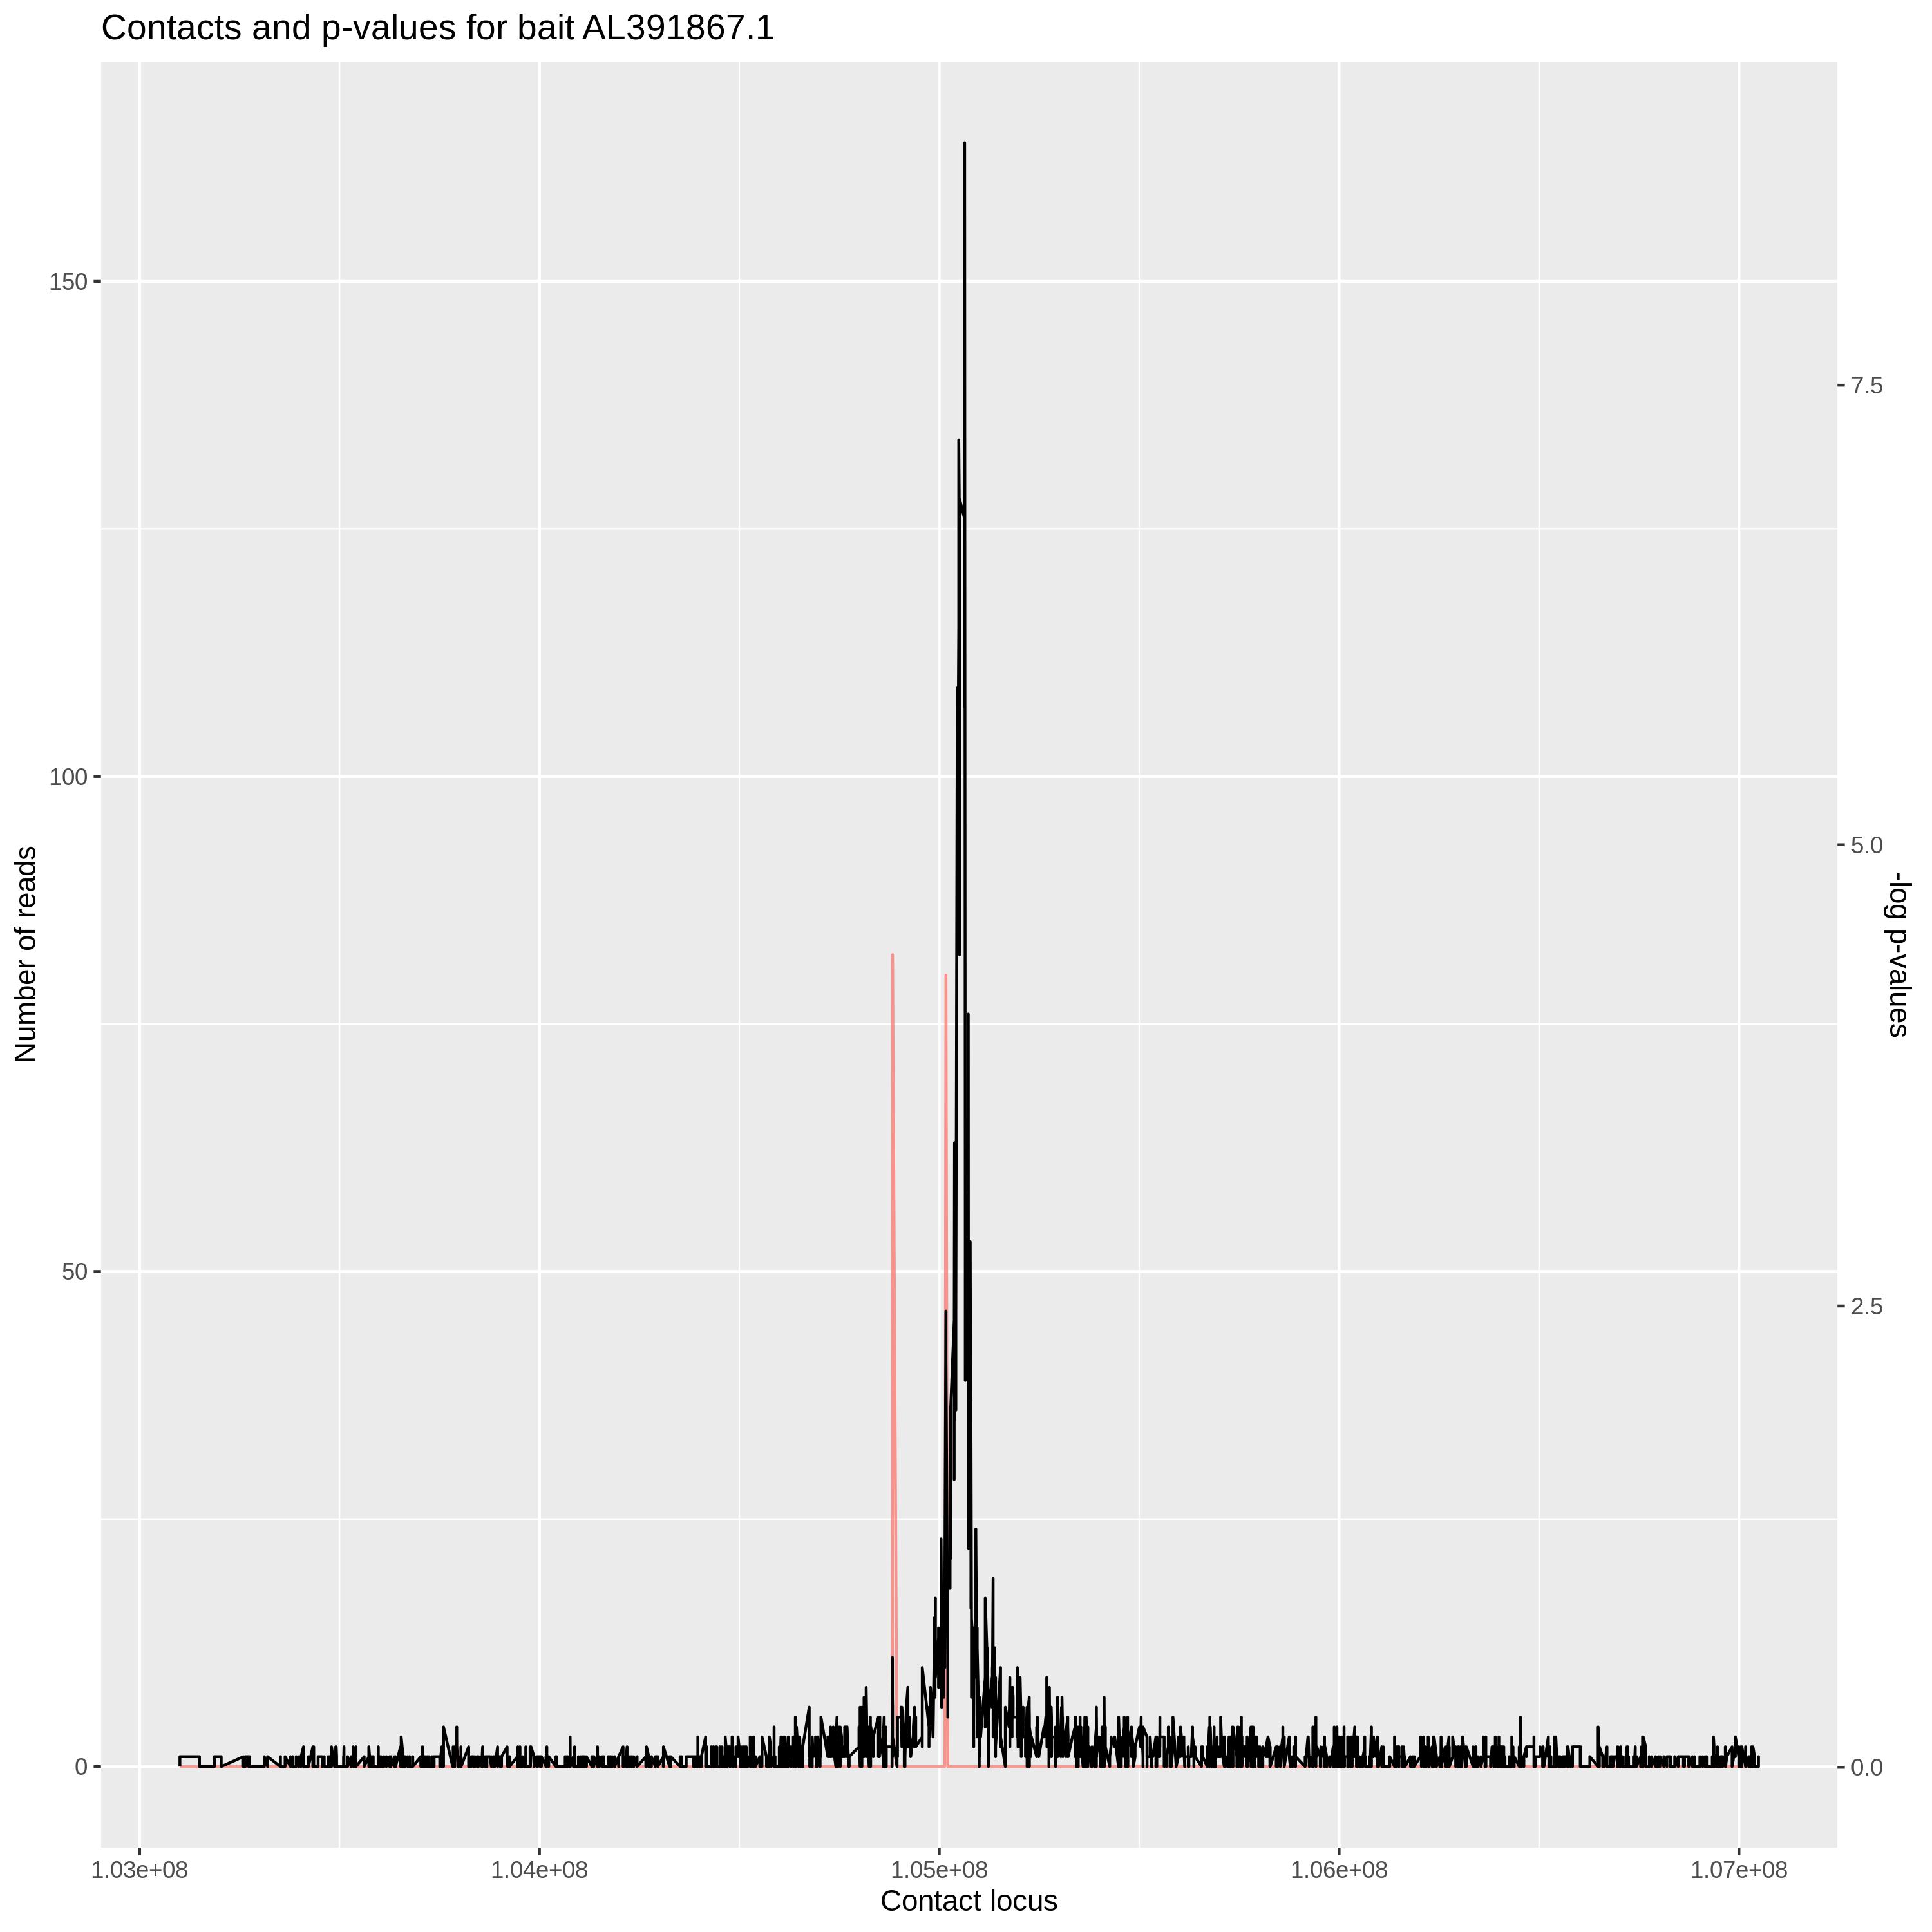 Contacts and p-values for bait AL391867.1
150
100
50
0
Number of reads
7.5
5.0
2.5
0.0
-log p-values
1.03e+08
1.04e+08
1.05e+08
1.06e+08
1.07e+08
Contact locus